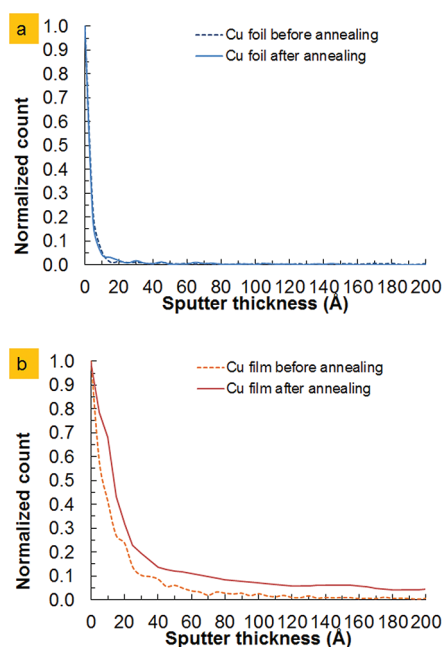 a
Cu foil before annealing
Cu foil after annealing
Normalized count
1.0
0.9
0.8
0.7
0.6
0.5
0.4
0.3
0.2
0.1
0.0
0 20 40 60 80 100 120 140 160 180 200
Sputter thickness (Å)
b
Cu film before annealing
Cu film after annealing
Normalized count
1.0
0.9
0.8
0.7
0.6
0.5
0.4
0.3
0.2
0.1
0.0
0 20 40 60 80 100 120 140 160 180 200
Sputter thickness (Å)